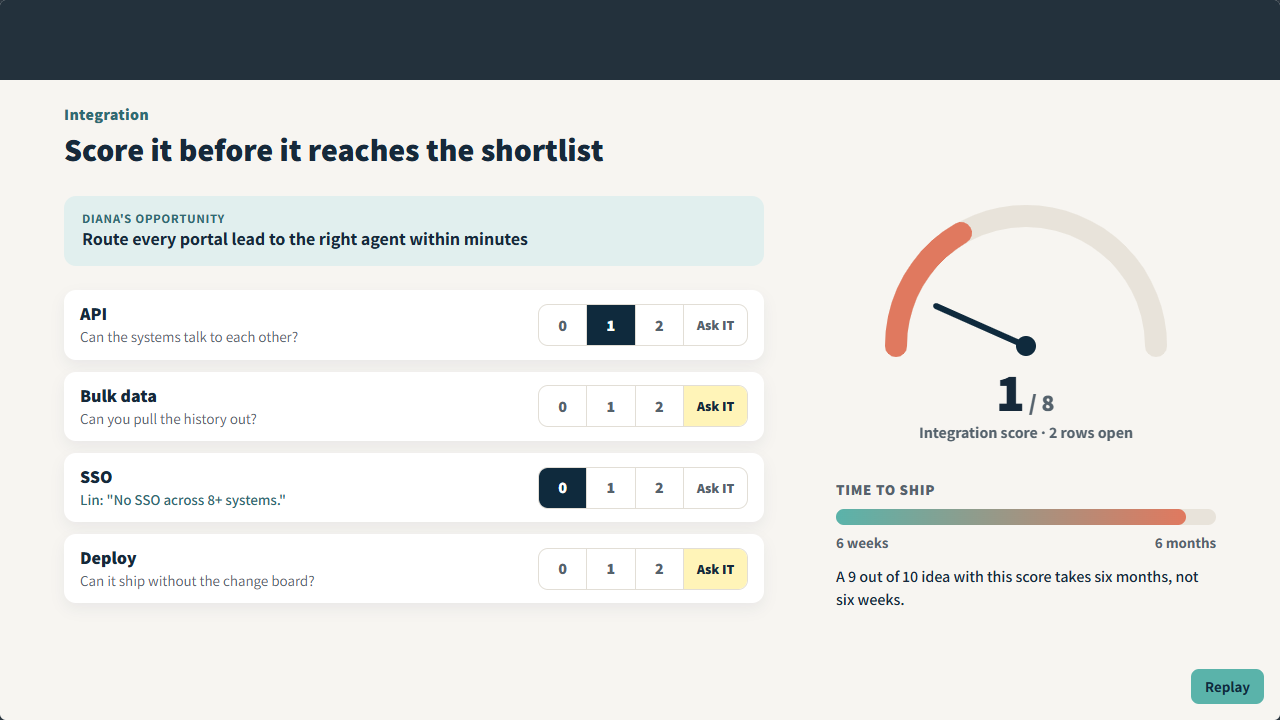 Integration
Score it before it reaches the shortlist
DIANA'S OPPORTUNITY
Route every portal lead to the right agent within minutes
API
Can the systems talk to each other?
0 1 2 Ask IT
Bulk data
Can you pull the history out?
0 1 2 Ask IT
SSO
Lin: "No SSO across 8+ systems."
0 1 2 Ask IT
Deploy
Can it ship without the change board?
0 1 2 Ask IT
1 / 8
Integration score · 2 rows open
TIME TO SHIP
6 weeks 6 months
A 9 out of 10 idea with this score takes six months, not
six weeks.
Replay